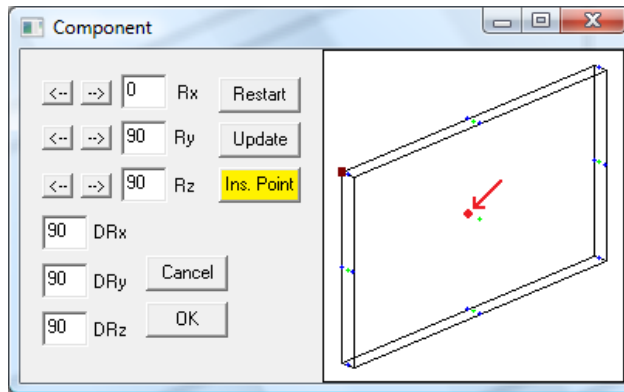 Component
<-- --> 0 Rx Restart
<-- --> 90 Ry Update
<-- --> 90 Rz Ins. Point
90 DRx
90 DRy Cancel
90 DRz OK